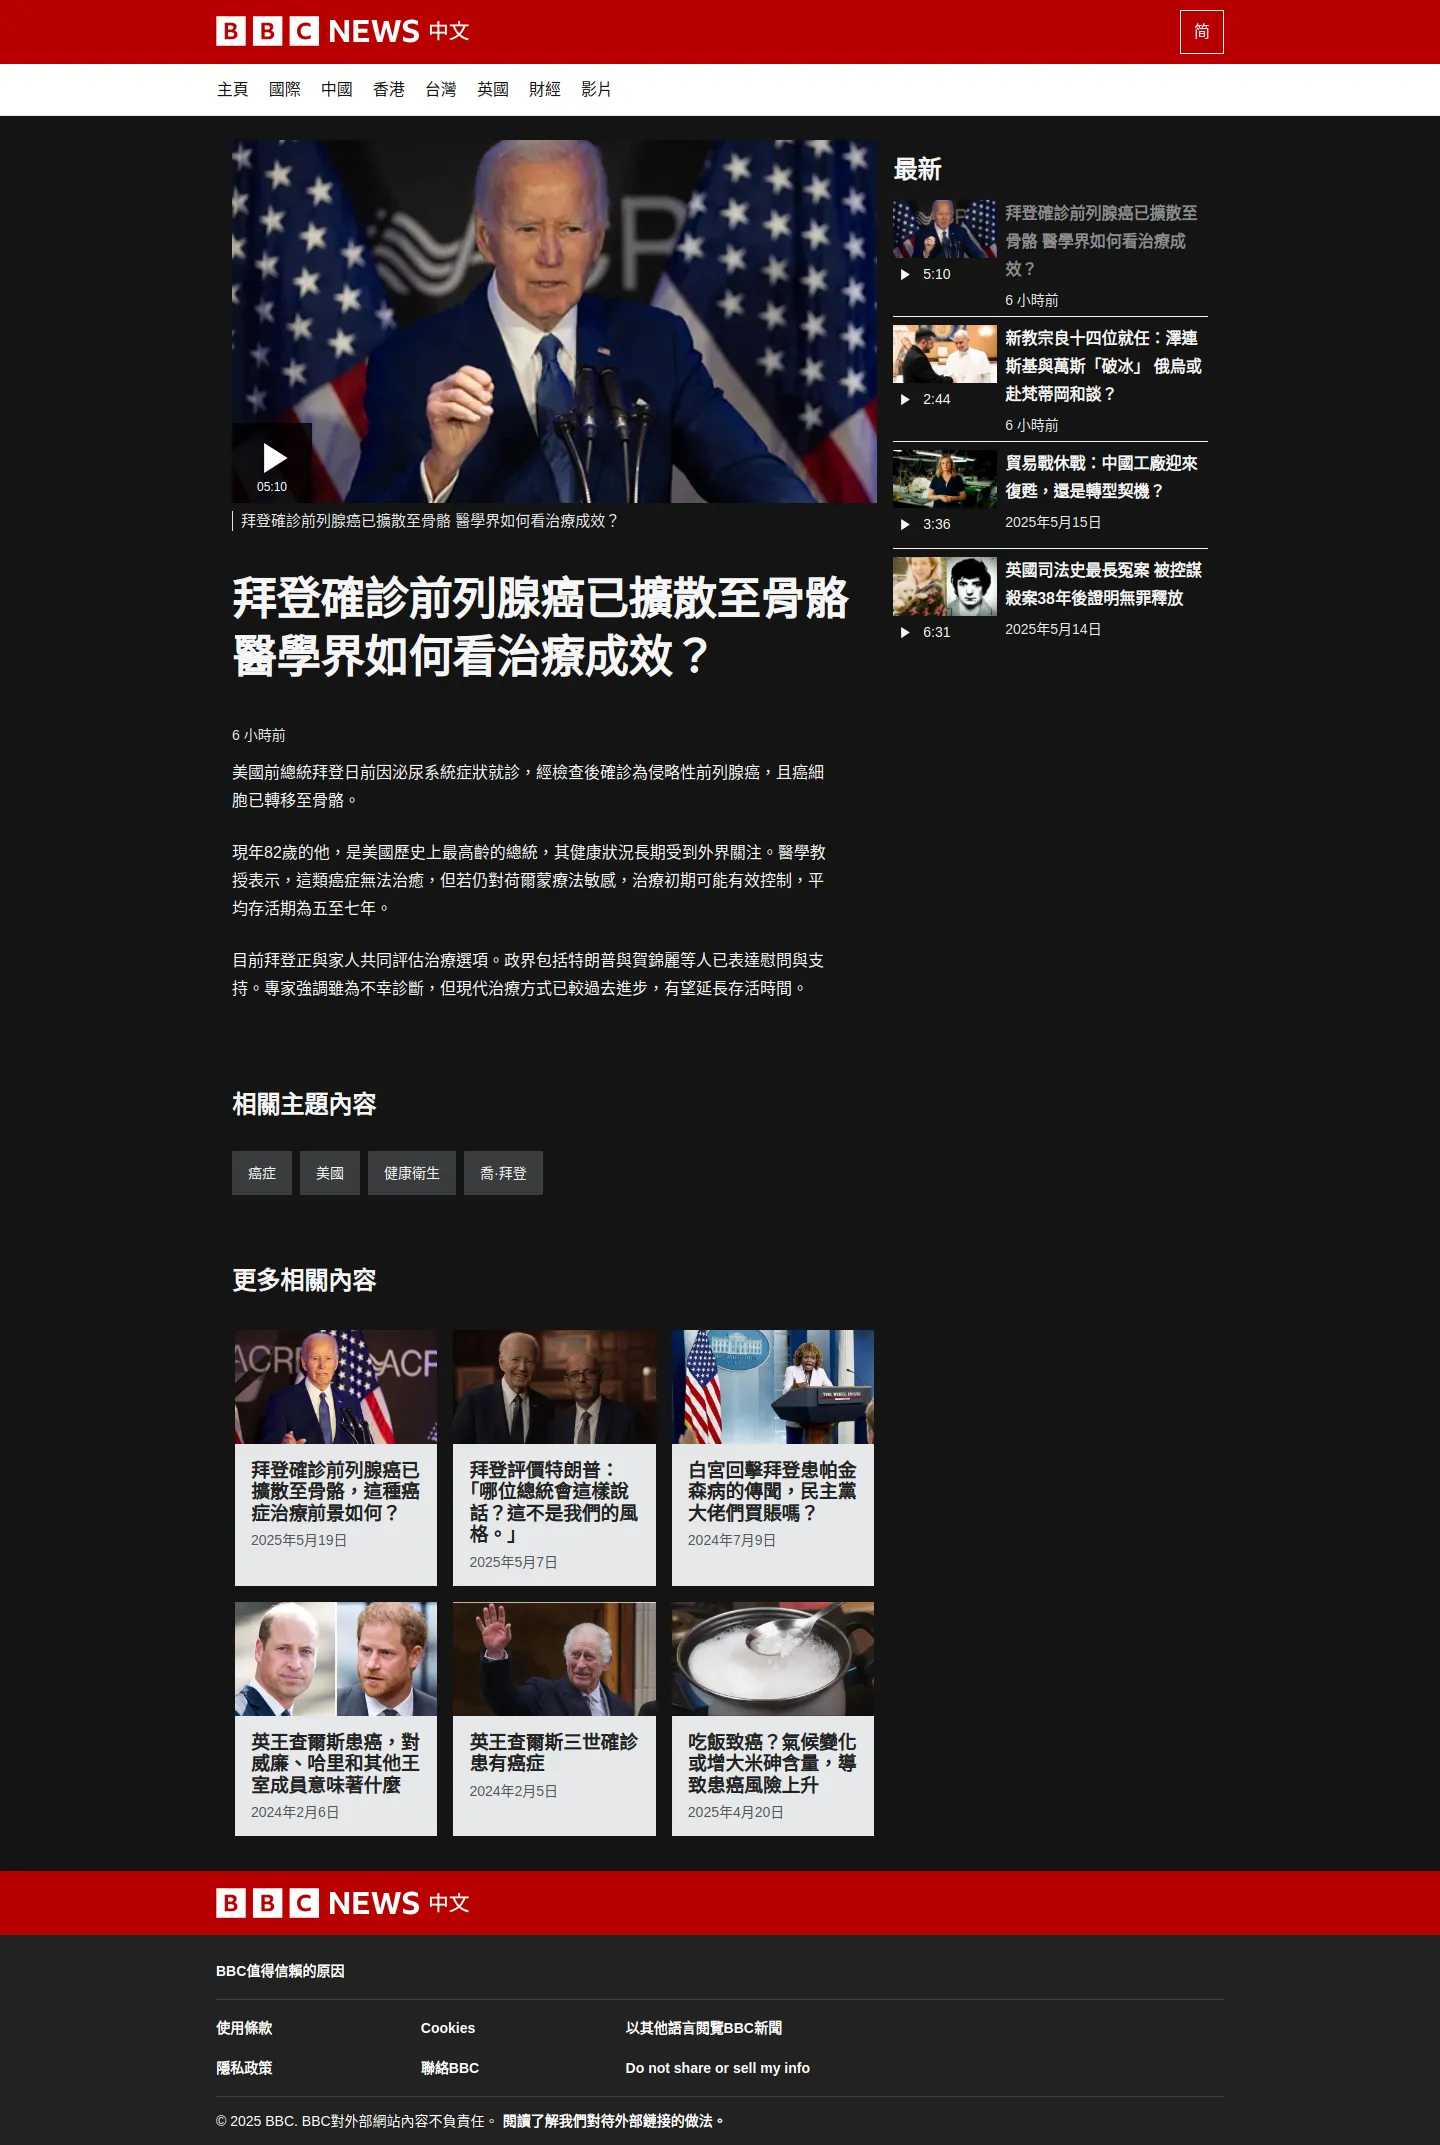 BBC NEWS 中文
简
主頁 國際 中國 香港 台灣 英國 財經 影片
ACR
05:10
拜登確診前列腺癌已擴散至骨骼 醫學界如何看治療成效？
拜登確診前列腺癌已擴散至骨骼
醫學界如何看治療成效？
6 小時前
美國前總統拜登日前因泌尿系統症狀就診，經檢查後確診為侵略性前列腺癌，且癌細
胞已轉移至骨骼。
現年82歲的他，是美國歷史上最高齡的總統，其健康狀況長期受到外界關注。醫學教
授表示，這類癌症無法治癒，但若仍對荷爾蒙療法敏感，治療初期可能有效控制，平
均存活期為五至七年。
目前拜登正與家人共同評估治療選項。政界包括特朗普與賀錦麗等人已表達慰問與支
持。專家強調雖為不幸診斷，但現代治療方式已較過去進步，有望延長存活時間。
最新
拜登確診前列腺癌已擴散至
骨骼 醫學界如何看治療成
效？
5:10
6 小時前
新教宗良十四位就任：澤連
斯基與萬斯「破冰」 俄烏或
赴梵蒂岡和談？
2:44
6 小時前
貿易戰休戰：中國工廠迎來
復甦，還是轉型契機？
3:36
2025年5月15日
英國司法史最長冤案 被控謀
殺案38年後證明無罪釋放
6:31
2025年5月14日
相關主題內容
癌症 美國 健康衛生 喬·拜登
更多相關內容
ACR ACR
拜登確診前列腺癌已
擴散至骨骼，這種癌
症治療前景如何？
2025年5月19日
拜登評價特朗普：
「哪位總統會這樣說
話？這不是我們的風
格。」
2025年5月7日
THE WHITE HOUSE
白宮回擊拜登患帕金
森病的傳聞，民主黨
大佬們買賬嗎？
2024年7月9日
英王查爾斯患癌，對
威廉、哈里和其他王
室成員意味著什麼
2024年2月6日
英王查爾斯三世確診
患有癌症
2024年2月5日
吃飯致癌？氣候變化
或增大米砷含量，導
致患癌風險上升
2025年4月20日
BBC NEWS 中文
BBC值得信賴的原因
使用條款 Cookies 以其他語言閱覽BBC新聞
隱私政策 聯絡BBC Do not share or sell my info
© 2025 BBC. BBC對外部網站內容不負責任。 閱讀了解我們對待外部鏈接的做法。